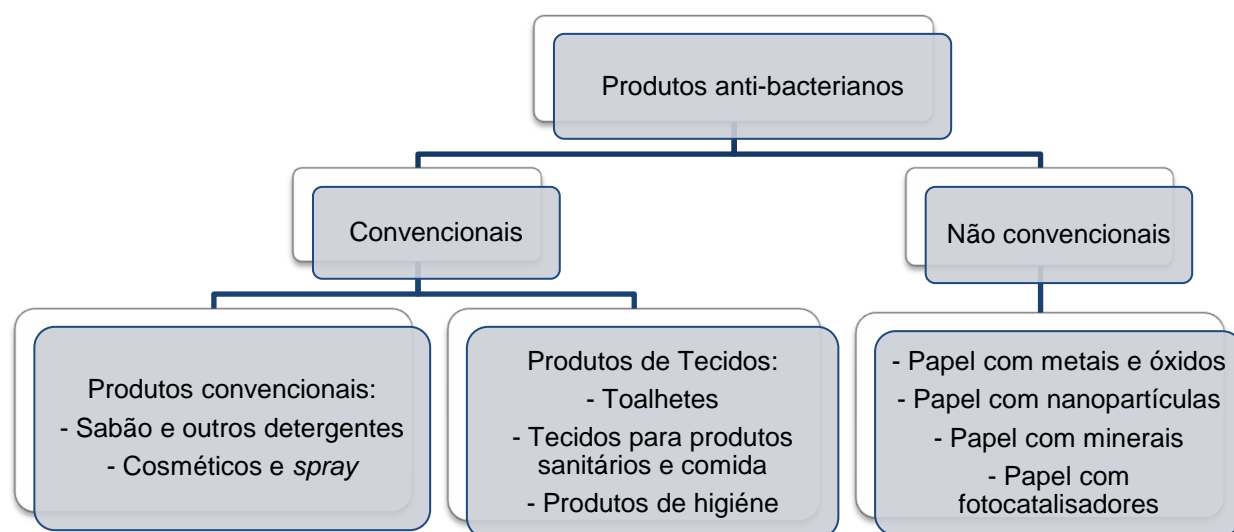 Produtos anti-bacterianos
Convencionais
Não convencionais
Produtos convencionais:
- Sabão e outros detergentes
- Cosméticos e spray
Produtos de Tecidos:
- Toalhetes
- Tecidos para produtos
sanitários e comida
- Produtos de higiéne
- Papel com metais e óxidos
- Papel com nanopartículas
- Papel com minerais
- Papel com
fotocatalisadores